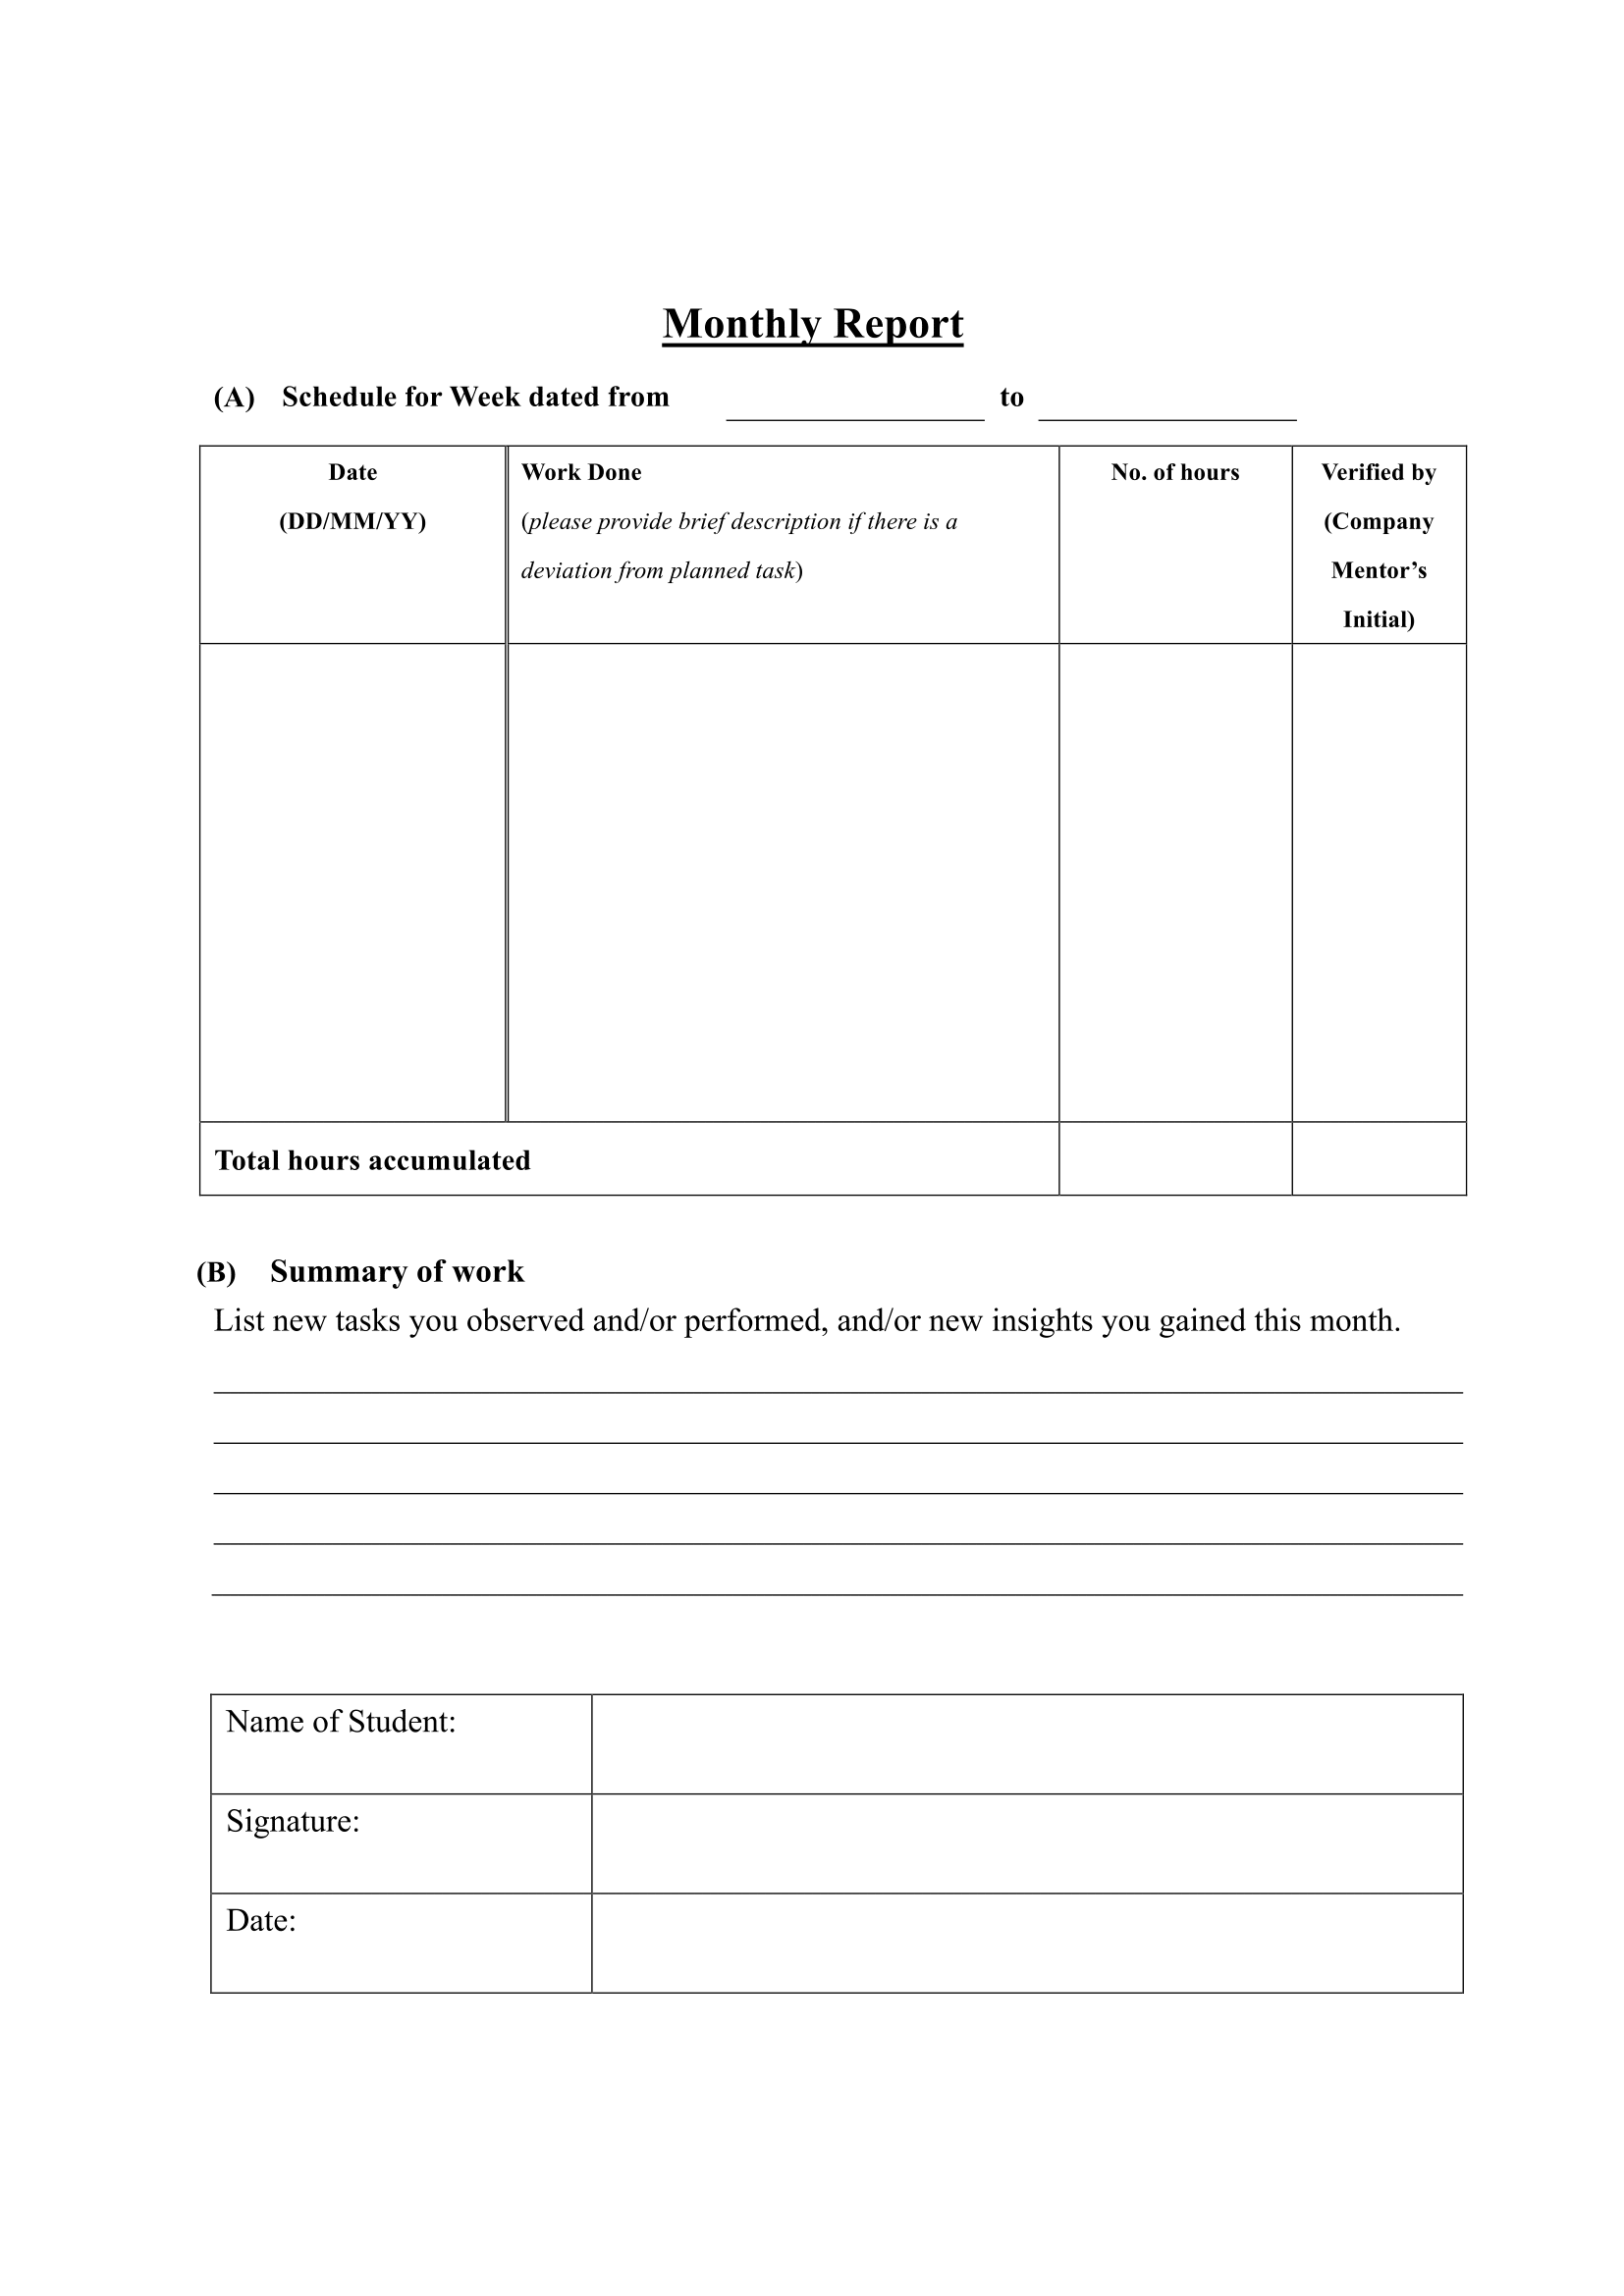 Monthly Report
(A) Schedule for Week dated from to
Date
(DD/MM/YY)
Work Done
(please provide brief description if there is a
deviation from planned task)
No. of hours
Verified by
(Company
Mentor’s
Initial)
Total hours accumulated
(B) Summary of work
List new tasks you observed and/or performed, and/or new insights you gained this month.
Name of Student:
Signature:
Date: